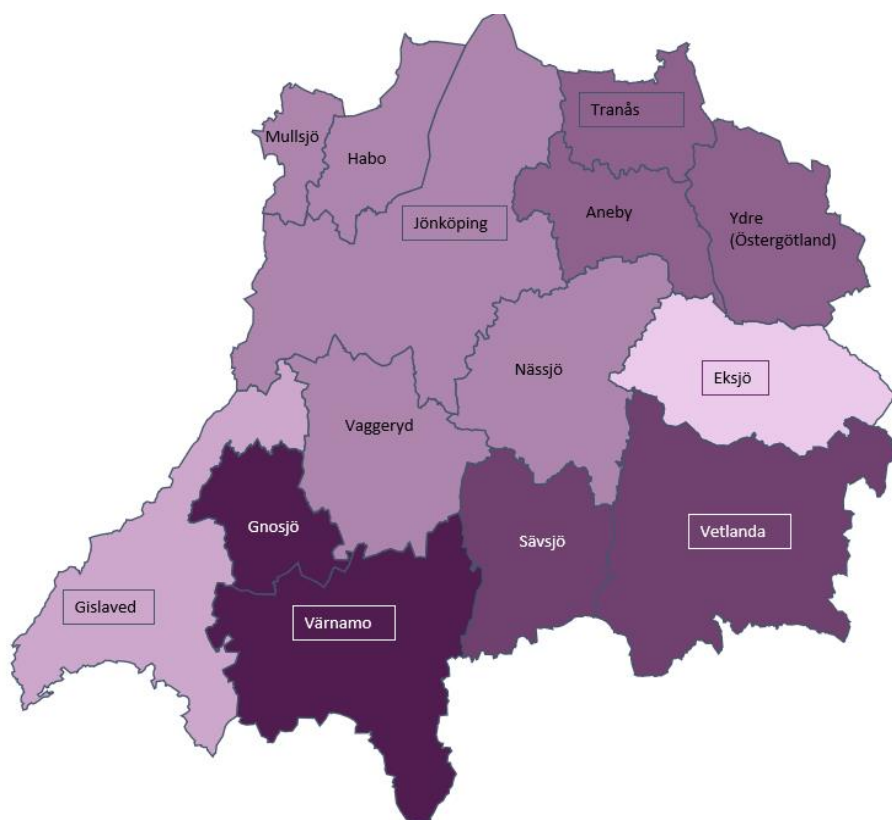 Tranås
Mullsjö
Habo
Jönköping
Aneby
Ydre
(Östergötland)
Nässjö
Eksjö
Vaggeryd
Gnosjö
Sävsjö
Vetlanda
Gislaved
Värnamo